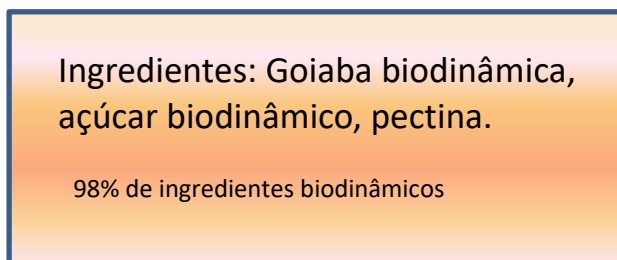 Ingredientes: Goiaba biodinâmica,
açúcar biodinâmico, pectina.
98% de ingredientes biodinâmicos